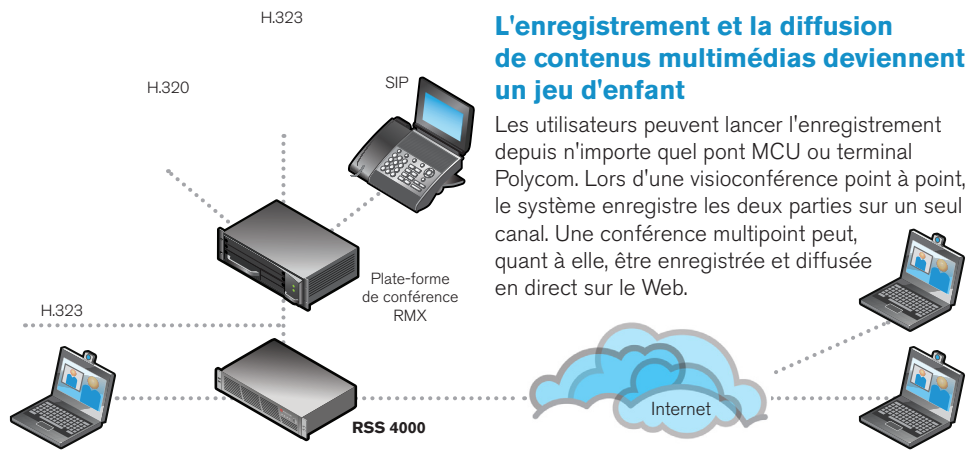 H.323
H.320
SIP
L'enregistrement et la diffusion
de contenus multimédias deviennent
un jeu d'enfant
Les utilisateurs peuvent lancer l'enregistrement
depuis n'importe quel pont MCU ou terminal
Polycom. Lors d'une visioconférence point à point,
le système enregistre les deux parties sur un seul
canal. Une conférence multipoint peut,
quant à elle, être enregistrée et diffusée
en direct sur le Web.
Plate-forme
de conférence
RMX
H.323
RSS 4000
Internet